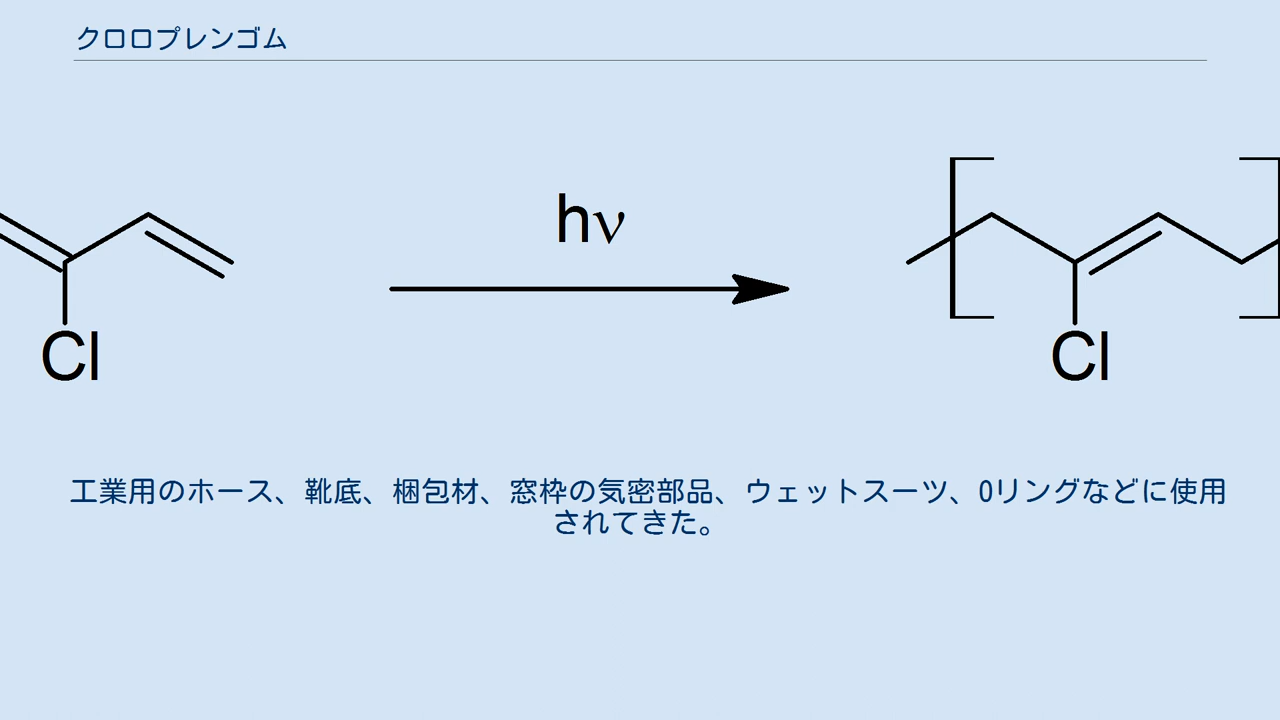 クロロプレンゴム
hν
Cl
Cl
工業用のホース、靴底、梱包材、窓枠の気密部品、ウェットスーツ、Oリングなどに使用
されてきた。